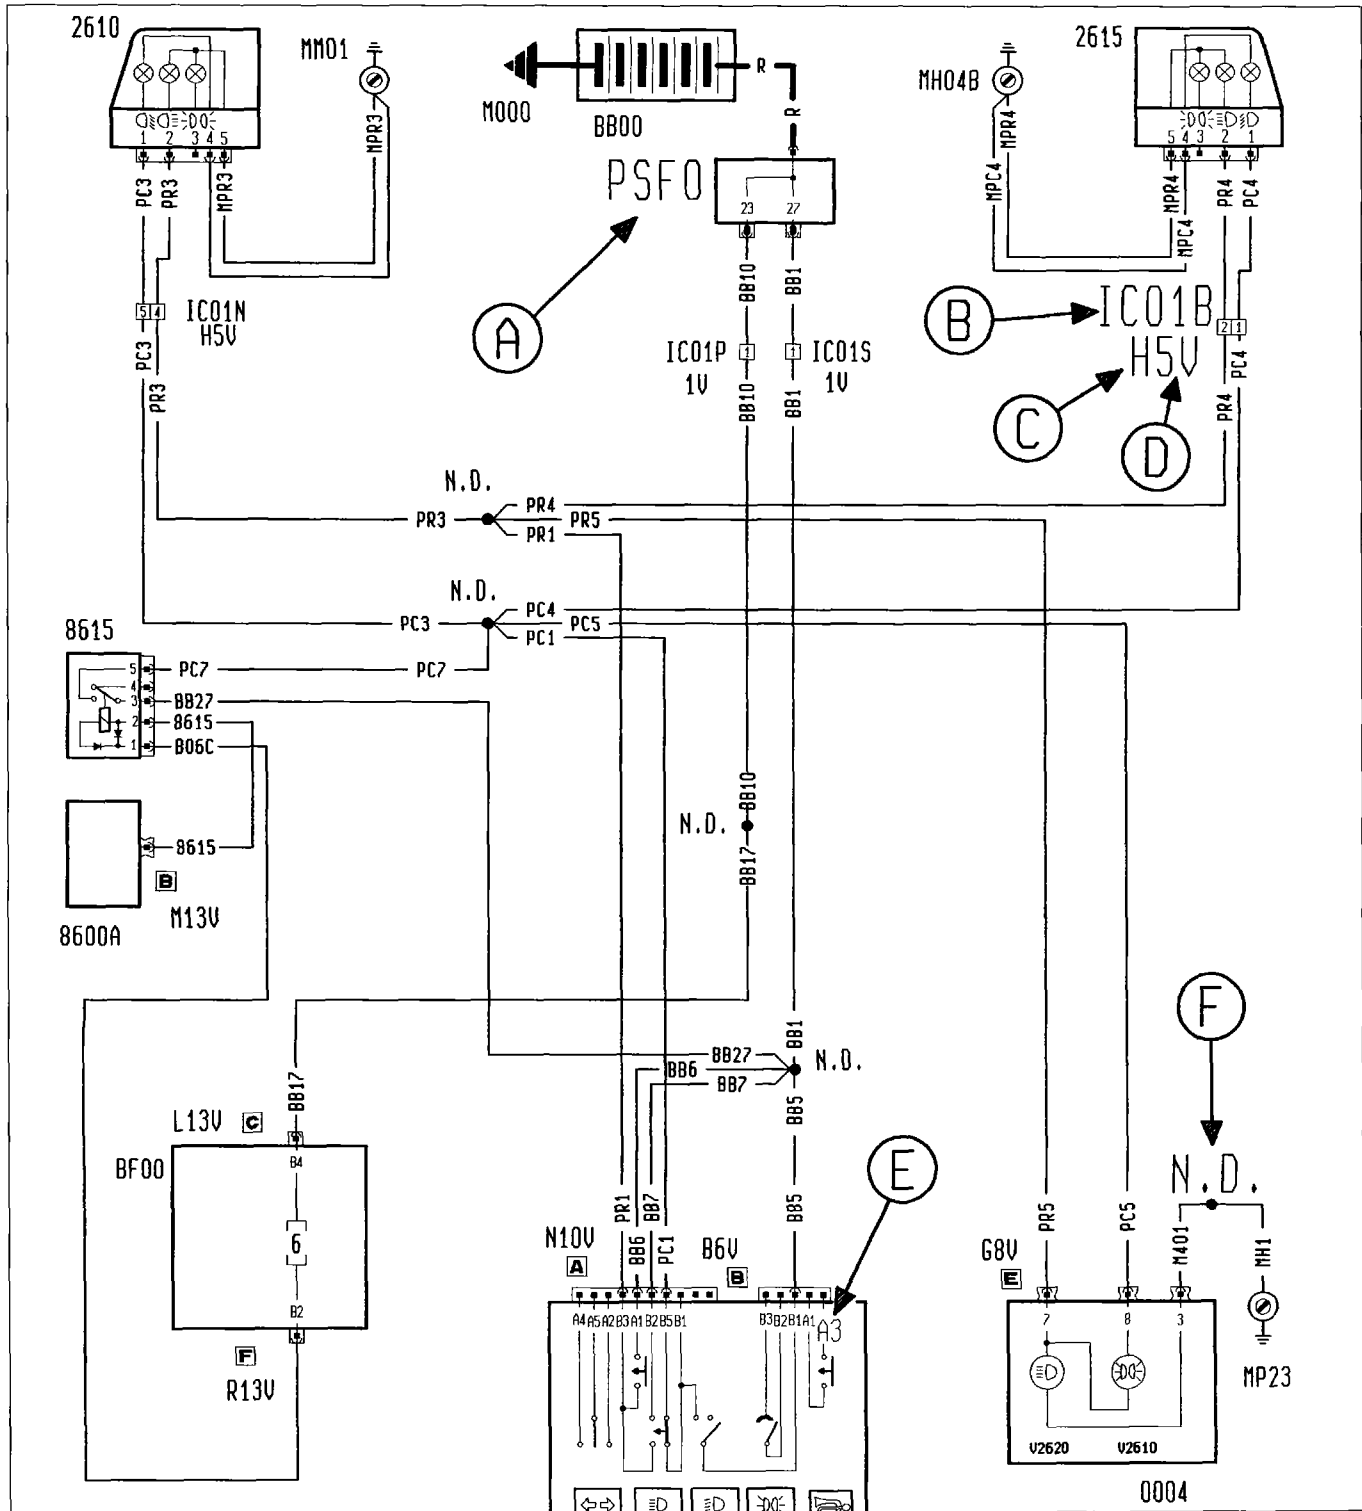 2610
MM01
M000
BB00
R
R
MH04B
2615
1 2 3 4 5
PC3
PR3
MPR3
MPR3
PSF0
23 27
A
MPC4
MPR4
5 4 3 2 1
MPR4
MPC4
PR4
PC4
5 4
IC01N
H5V
BB10
BB1
B
IC01B
H5V
2 1
PC3
PR3
IC01P
1V
1
1
IC01S
1V
BB10
BB1
C
D
PR4
PC4
N.D.
PR3
PR4
PR5
PR1
N.D.
PC3
PC4
PC5
PC1
8615
5 PC7
PC7
4
3 BB27
2 8615
1 B06C
BB10
N.D.
BB17
8615
B
M13V
8600A
F
BB1
BB27
BB6
BB7
N.D.
BB5
BB17
L13V C
BF00
B4
6
B2
F
R13V
E
N.D.
N10V
A
PR1
BB6
BB7
PC1
B6V
B
BB5
G8V
E
PR5
PC5
M401
MH1
A4 A5 A2 B3 A1 B2 B5 B1
B3 B2 B1 A1 A3
7 8 3
MP23
V2620 V2610
0004